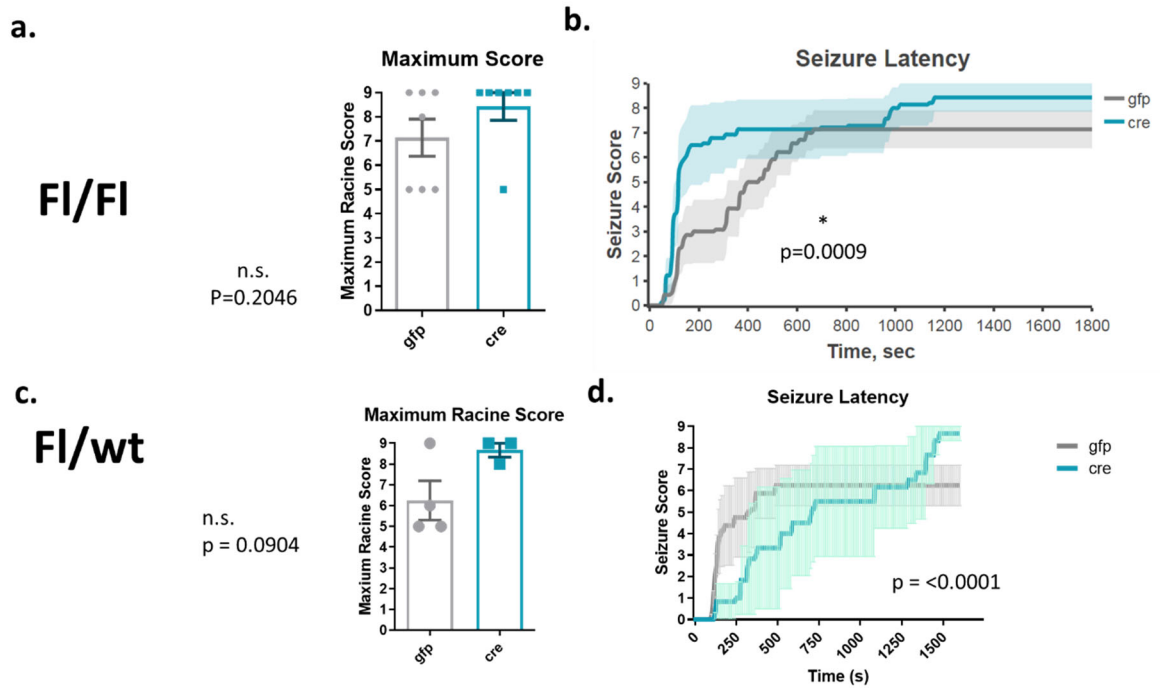 a.
Fl/Fl
n.s.
P=0.2046
Maximum Score
Maximum Racine Score
9
8
7
6
5
4
3
2
1
0
gfp
cre
b.
Seizure Latency
Seizure Score
9
8
7
6
5
4
3
2
1
0
*
p=0.0009
0 200 400 600 800 1000 1200 1400 1600 1800
Time, sec
gfp
cre
c.
Fl/wt
n.s.
p = 0.0904
Maximum Racine Score
Maxium Racine Score
9
8
7
6
5
4
3
2
1
0
gfp
cre
d.
Seizure Latency
Seizure Score
9
8
7
6
5
4
3
2
1
0
p = <0.0001
0 250 500 750 1000 1250 1500
Time (s)
gfp
cre